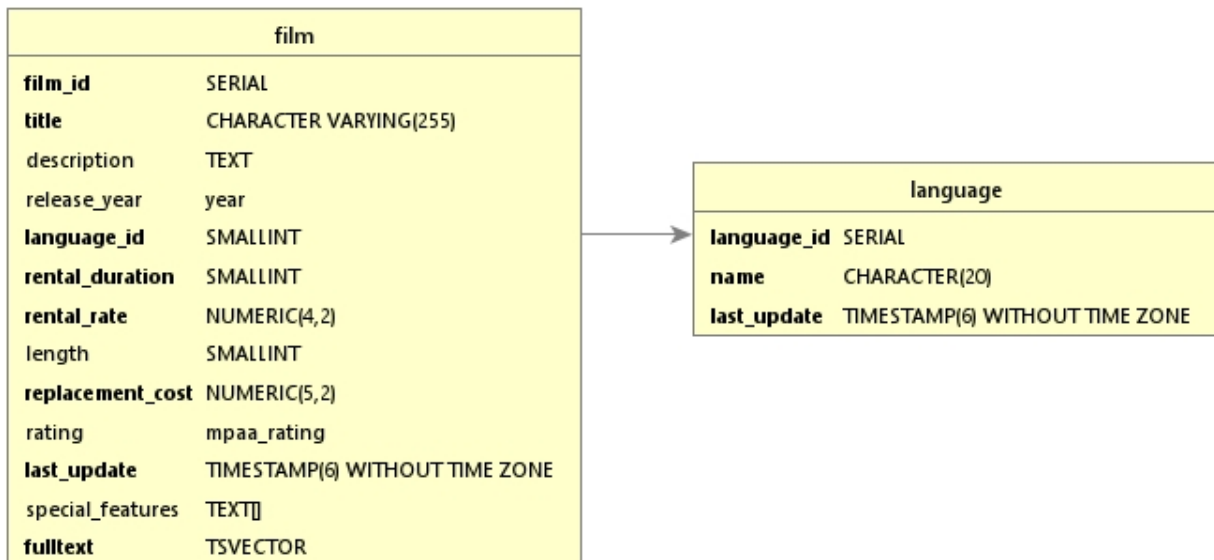 film
film_id SERIAL
title CHARACTER VARYING(255)
description TEXT
release_year year
language_id SMALLINT
rental_duration SMALLINT
rental_rate NUMERIC(4,2)
length SMALLINT
replacement_cost NUMERIC(5,2)
rating mpaa_rating
last_update TIMESTAMP(6) WITHOUT TIME ZONE
special_features TEXT[]
fulltext TSVECTOR
language
language_id SERIAL
name CHARACTER(20)
last_update TIMESTAMP(6) WITHOUT TIME ZONE